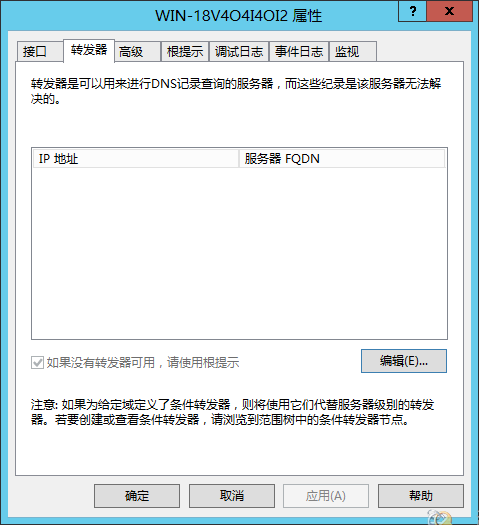 WIN-18V4O4I4OI2 属性
? x
接口 转发器 高级 根提示 调试日志 事件日志 监视
转发器是可以用来进行DNS记录查询的服务器，而这些纪录是该服务器无法解
决的。
IP 地址 服务器 FQDN
如果没有转发器可用，请使用根提示 编辑(E)...
注意: 如果为给定域定义了条件转发器，则将使用它们代替服务器级别的转发
器。若要创建或查看条件转发器，请浏览到范围树中的条件转发器节点。
确定 取消 应用(A) 帮助